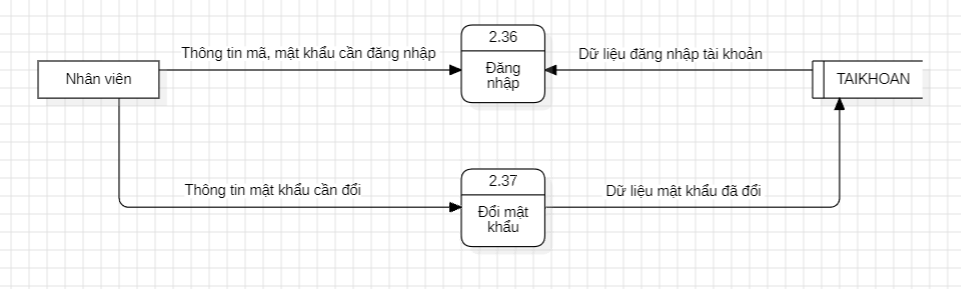 2.36
Thông tin mã, mật khẩu cần đăng nhập
Dữ liệu đăng nhập tài khoản
Nhân viên
Đăng
nhập
TAIKHOAN
2.37
Thông tin mật khẩu cần đổi
Dữ liệu mật khẩu đã đổi
Đổi mật
khẩu